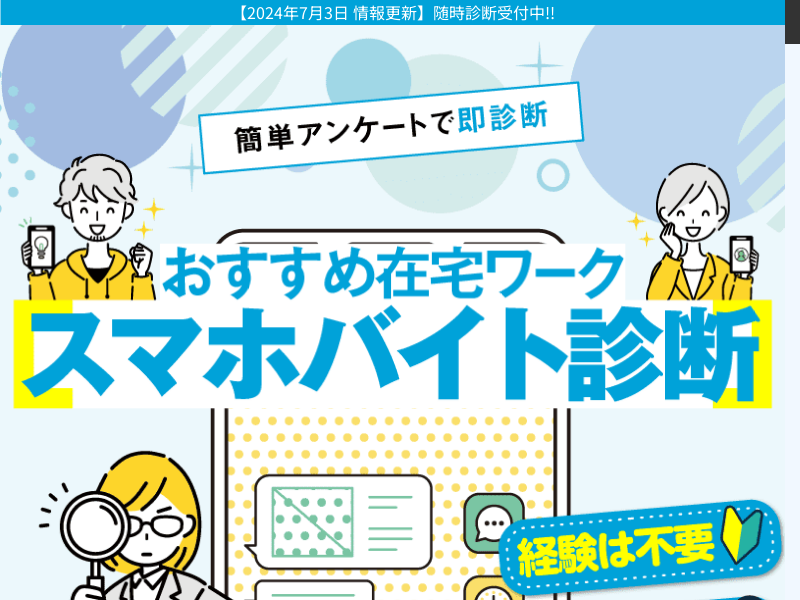 【2024年7月3日 情報更新】随時診断受付中!!
簡単アンケートで即診断
おすすめ在宅ワーク
スマホバイト診断
経験は不要